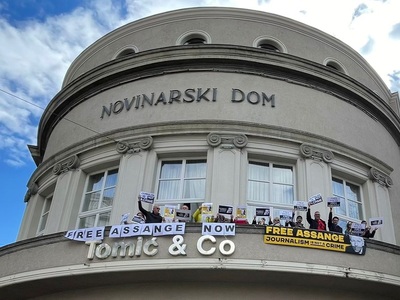 NOVINARSKI DOM
FREE ASSANGE NOW
Tomić & Co
FREE ASSANGE
JOURNALISM IS NOT A CRIME